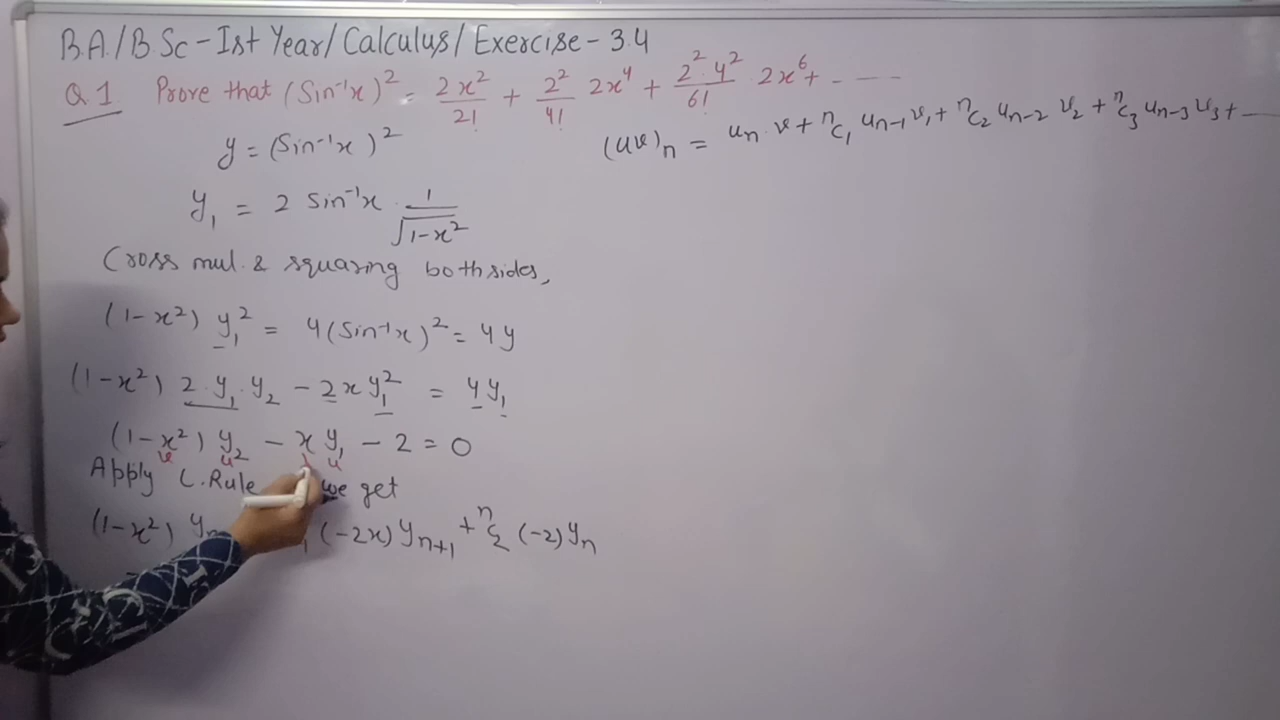 B.A./B.Sc - Ist Year/Calculus/Exercise - 3.4
Q.1 Prove that (Sin⁻¹x)² = 2x²/2! + 2²/4! 2x⁴ + 2²·4²/6! 2x⁶ + - - - -
y = (Sin⁻¹x)²
(uv)ₙ = uₙ·v + ⁿC₁ uₙ₋₁v₁ + ⁿC₂ uₙ₋₂ v₂ + ⁿC₃ uₙ₋₃ v₃ + - - -
y₁ = 2 Sin⁻¹x · 1/√(1-x²)
Cross mul. & squaring both sides,
(1-x²) y₁² = 4(Sin⁻¹x)² = 4y
(1-x²) 2·y₁·y₂ - 2xy₁² = 4y₁
(1-x²) y₂ - x y₁ - 2 = 0
v u u
Apply L.Rule we get
(1-x²) y (-2x) yₙ₊₁ + ⁿC₂ (-2) yₙ